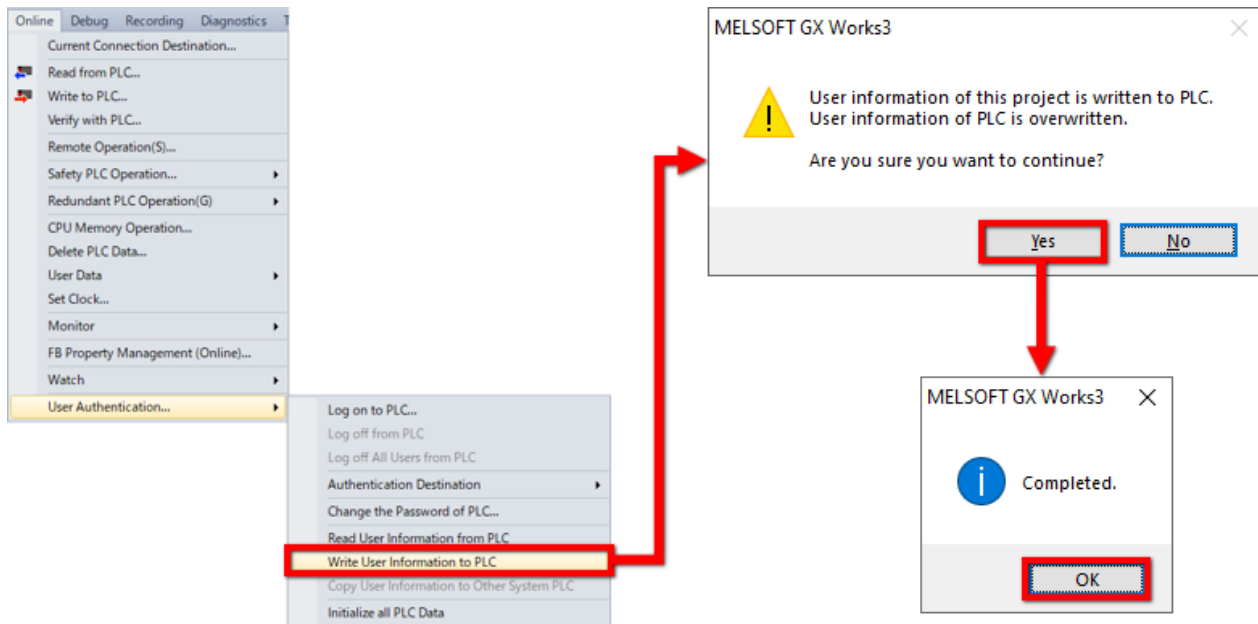 Online Debug Recording Diagnostics
Current Connection Destination...
Read from PLC...
Write to PLC...
Verify with PLC...
Remote Operation(S)...
Safety PLC Operation...
Redundant PLC Operation(G)
CPU Memory Operation...
Delete PLC Data...
User Data
Set Clock...
Monitor
FB Property Management (Online)...
Watch
User Authentication...
Log on to PLC...
Log off from PLC
Log off All Users from PLC
Authentication Destination
Change the Password of PLC...
Read User Information from PLC
Write User Information to PLC
Copy User Information to Other System PLC
Initialize all PLC Data
MELSOFT GX Works3
User information of this project is written to PLC.
User information of PLC is overwritten.
Are you sure you want to continue?
Yes No
MELSOFT GX Works3
Completed.
OK